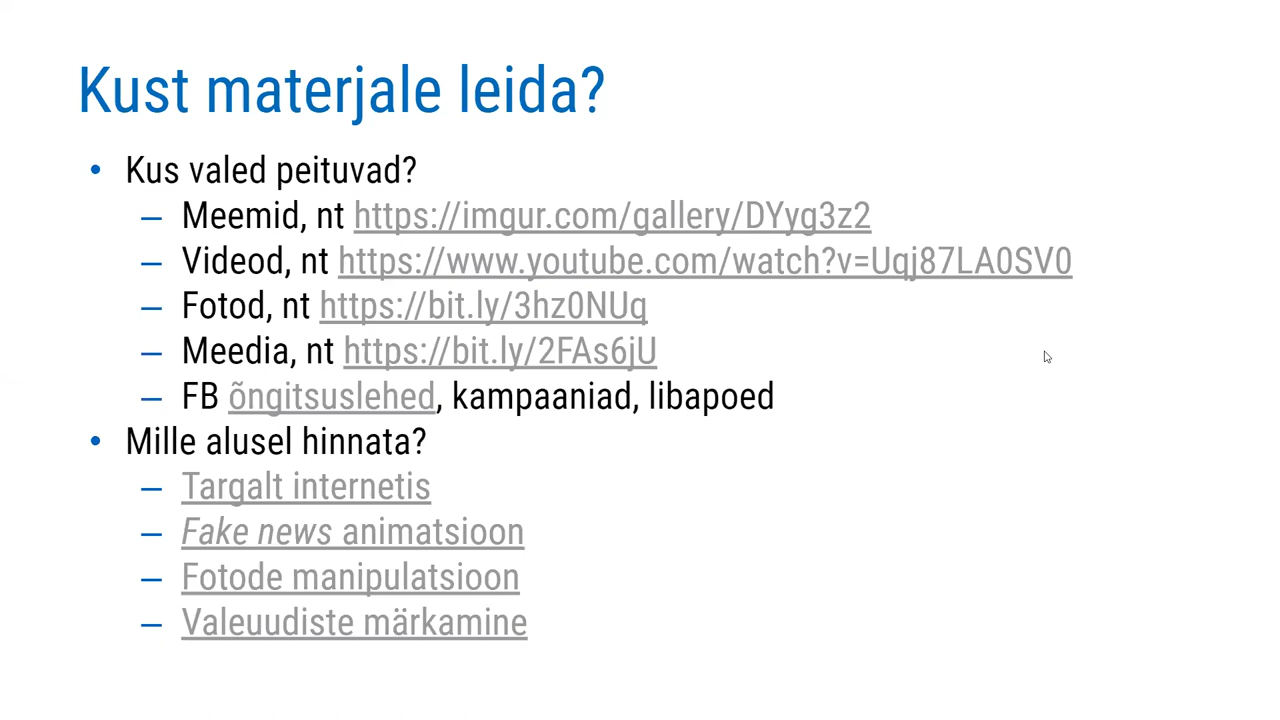 Kust materjale leida?
• Kus valed peituvad?
– Meemid, nt https://imgur.com/gallery/DYyg3z2
– Videod, nt https://www.youtube.com/watch?v=Uqj87LA0SV0
– Fotod, nt https://bit.ly/3hz0NUq
– Meedia, nt https://bit.ly/2FAs6jU
– FB õngitsuslehed, kampaaniad, libapoed
• Mille alusel hinnata?
– Targalt internetis
– Fake news animatsioon
– Fotode manipulatsioon
– Valeuudiste märkamine